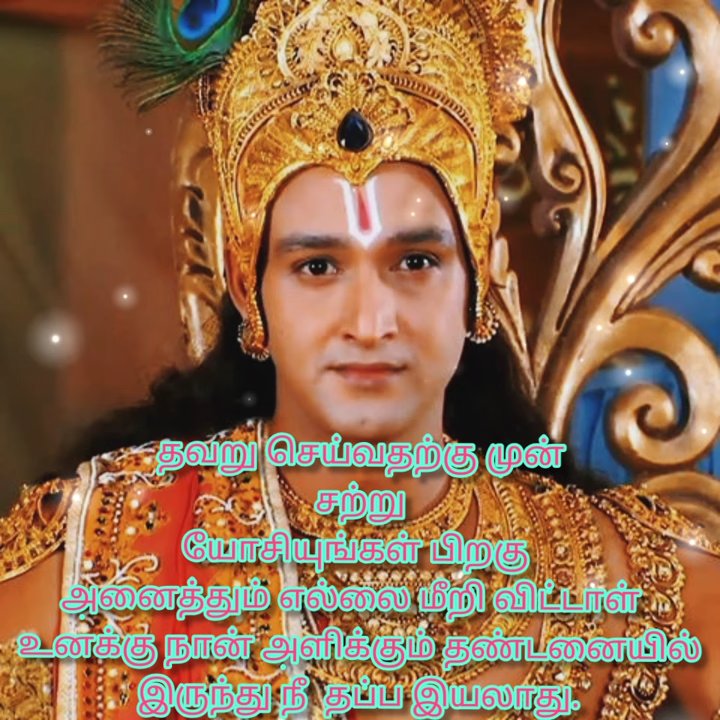 தவறு செய்வதற்கு முன்
சற்று
யோசியுங்கள் பிறகு
அனைத்தும் எல்லை மீறி விட்டாள்
உனக்கு நான் அளிக்கும் தண்டனையில்
இருந்து நீ தப்ப இயலாது.